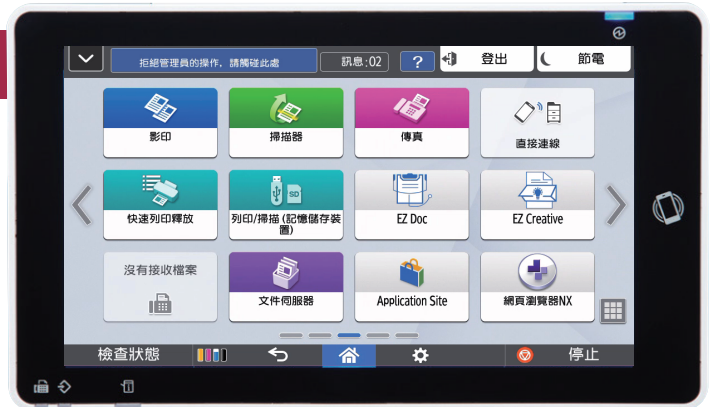 拒絕管理員的操作，請觸碰此處
訊息:02
?
登出
節電
影印
掃描器
傳真
直接連線
快速列印釋放
SD
列印/掃描(記憶儲存裝
置)
EZ Doc
EZ Creative
沒有接收檔案
文件伺服器
Application Site
網頁瀏覽器NX
檢查狀態
停止